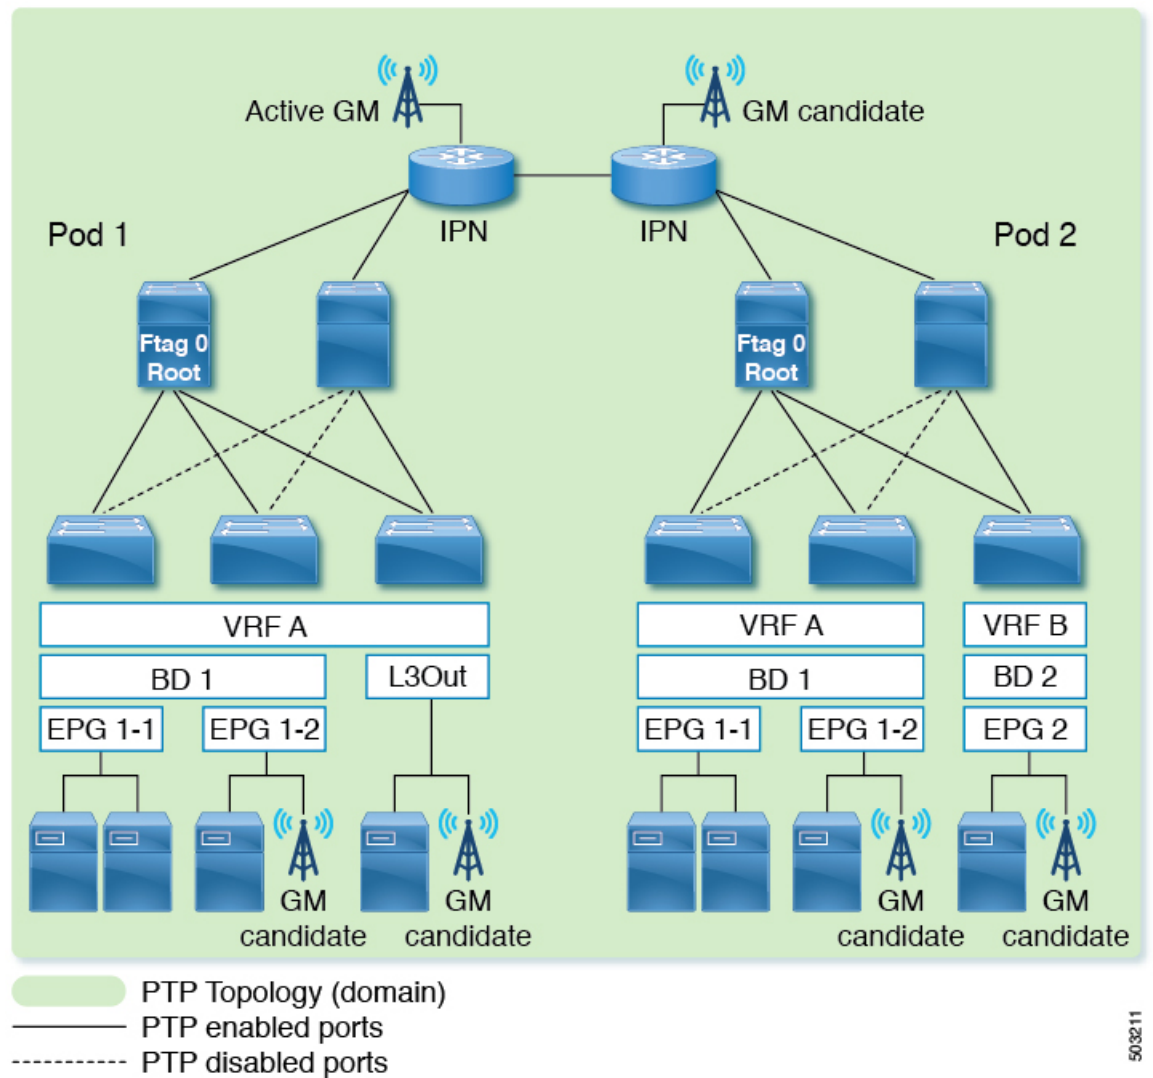 Active GM
GM candidate
IPN
IPN
Pod 1
Pod 2
Ftag 0
Root
Ftag 0
Root
VRF A
VRF A
VRF B
BD 1
L3Out
BD 1
BD 2
EPG 1-1
EPG 1-2
EPG 1-1
EPG 1-2
EPG 2
GM
candidate
GM
candidate
GM
candidate
GM
candidate
PTP Topology (domain)
PTP enabled ports
PTP disabled ports
503211